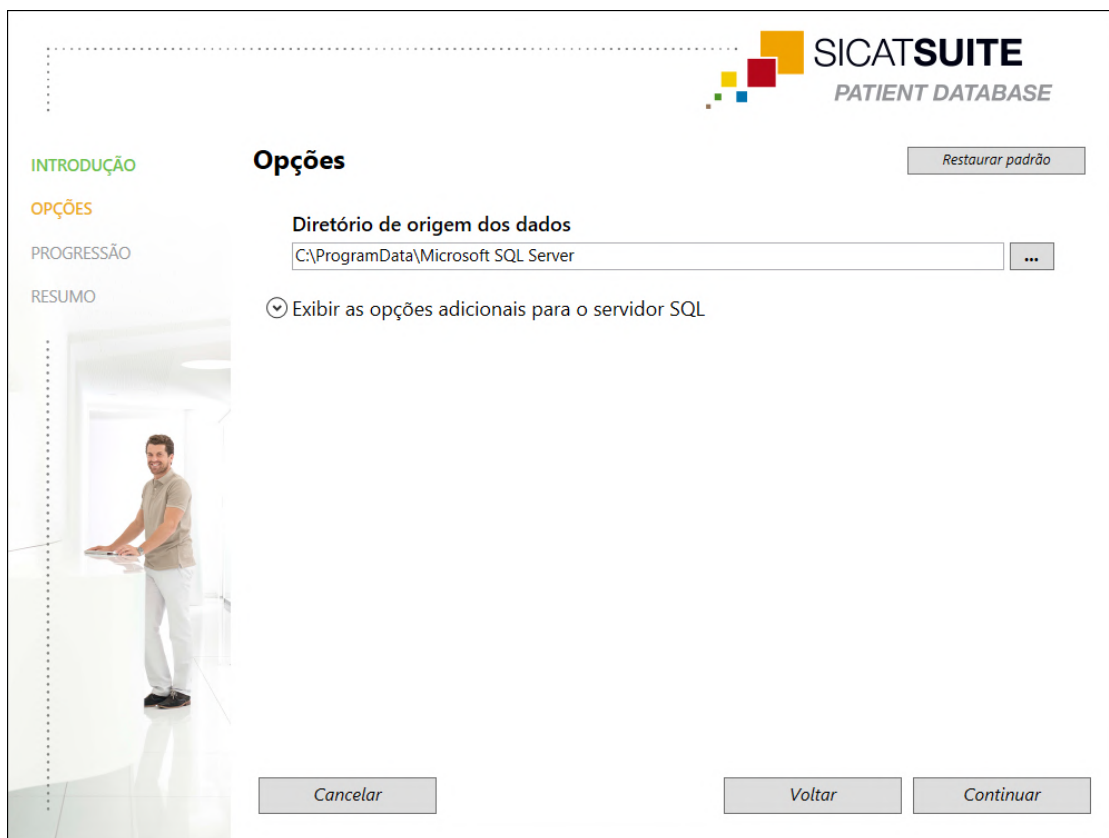 SICATSUITE
PATIENT DATABASE
INTRODUÇÃO
OPÇÕES
PROGRESSÃO
RESUMO
Opções
Restaurar padrão
Diretório de origem dos dados
C:\ProgramData\Microsoft SQL Server
...
Exibir as opções adicionais para o servidor SQL
Cancelar
Voltar
Continuar